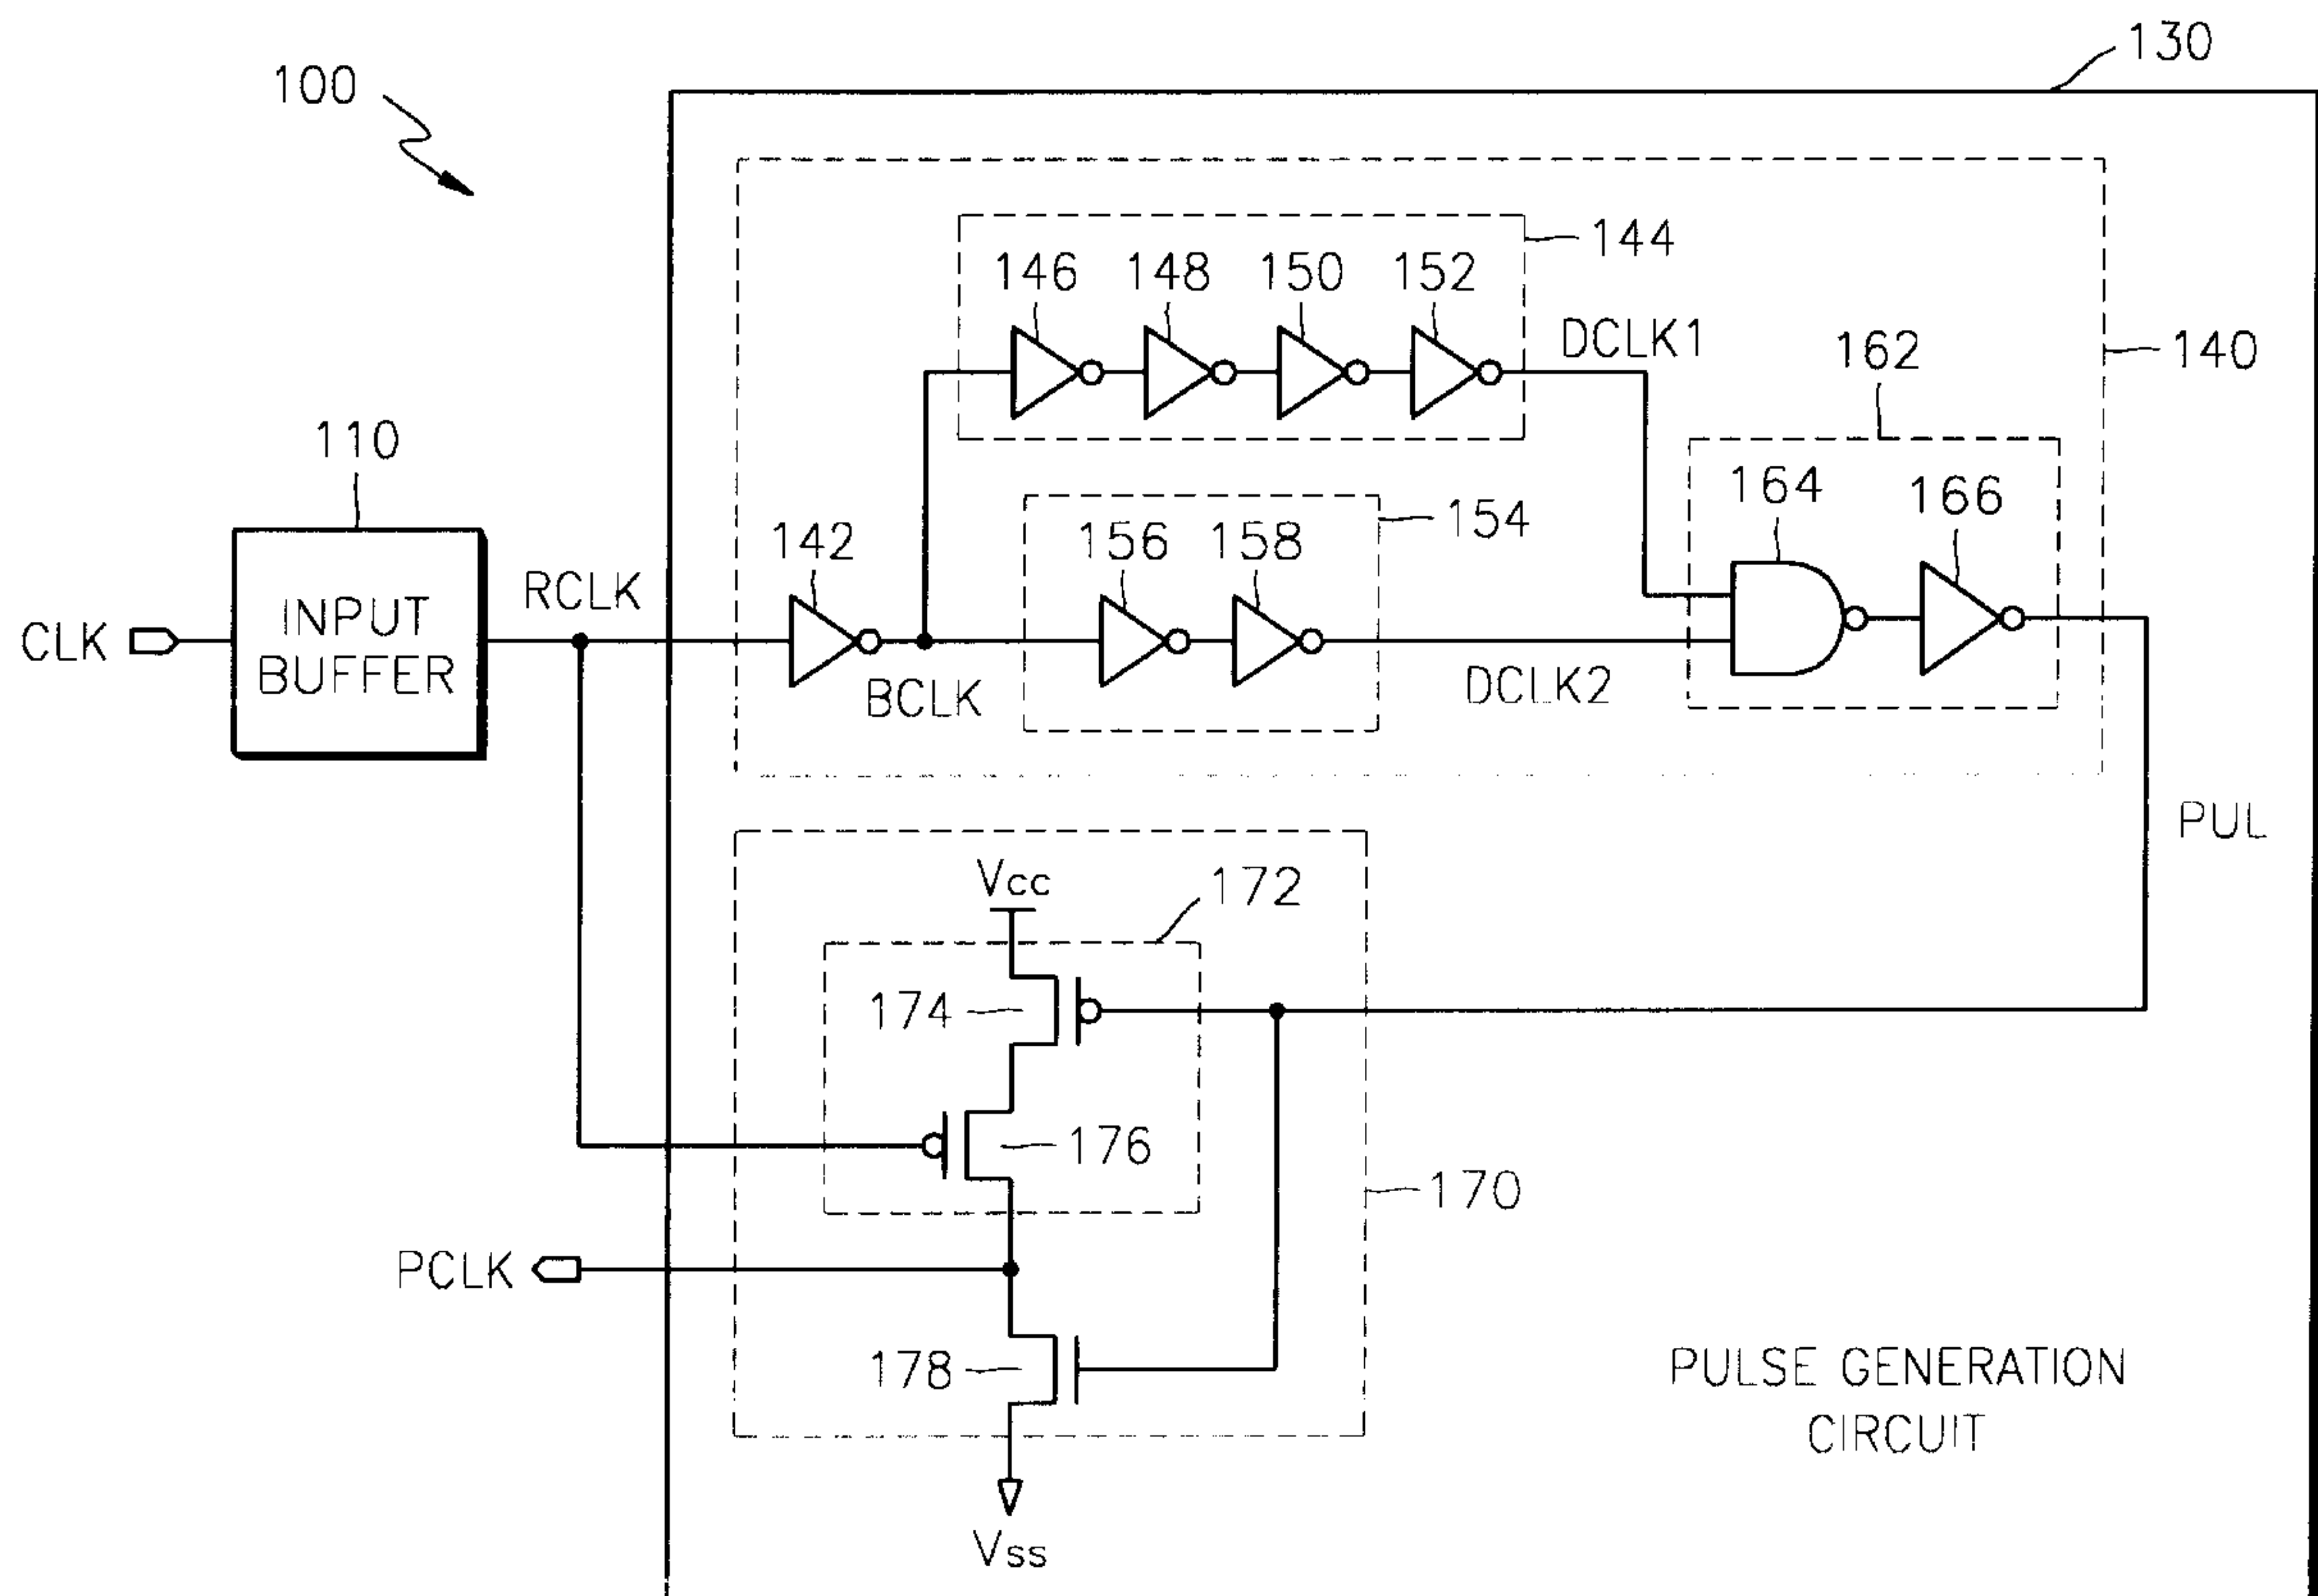 130
100
144
146 148 150 152
DCLK1
162
140
110
164
166
154
142
156 158
RCLK
CLK
INPUT
BUFFER
BCLK
DCLK2
PUL
Vcc
172
174
176
170
PCLK
178
PULSE GENERATION
CIRCUIT
Vss